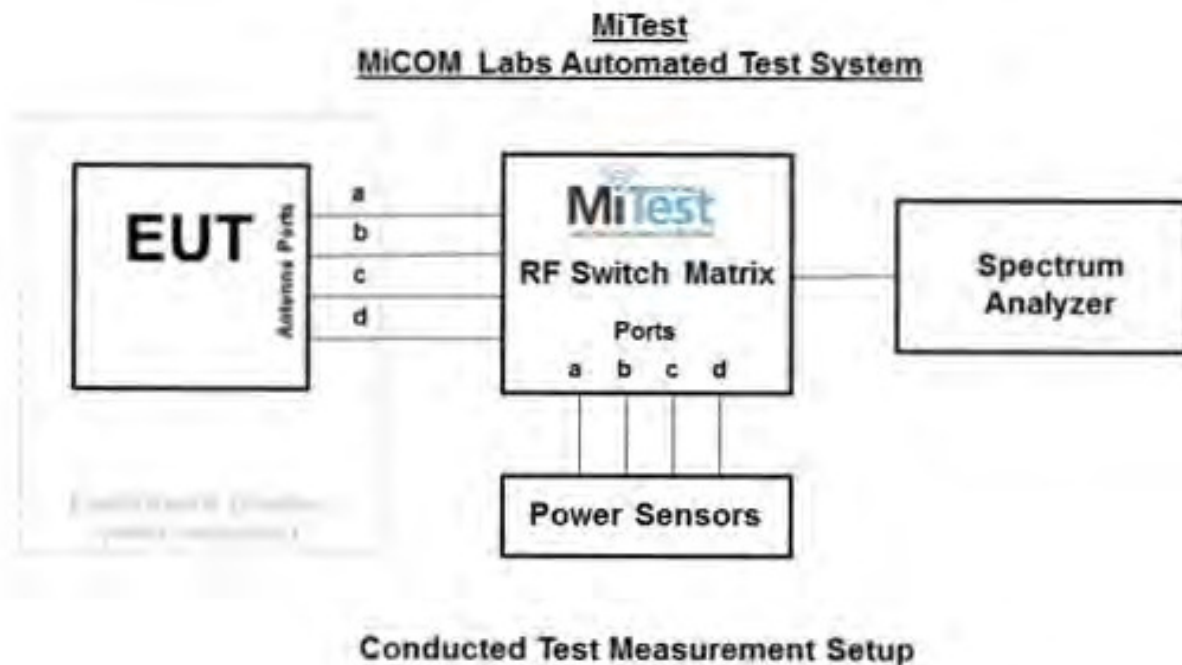 MiTest
MiCOM Labs Automated Test System
EUT
Antenna Ports
a
b
c
d
MiTest
RF Switch Matrix
Ports
a b c d
Spectrum
Analyzer
Power Sensors
Conducted Test Measurement Setup